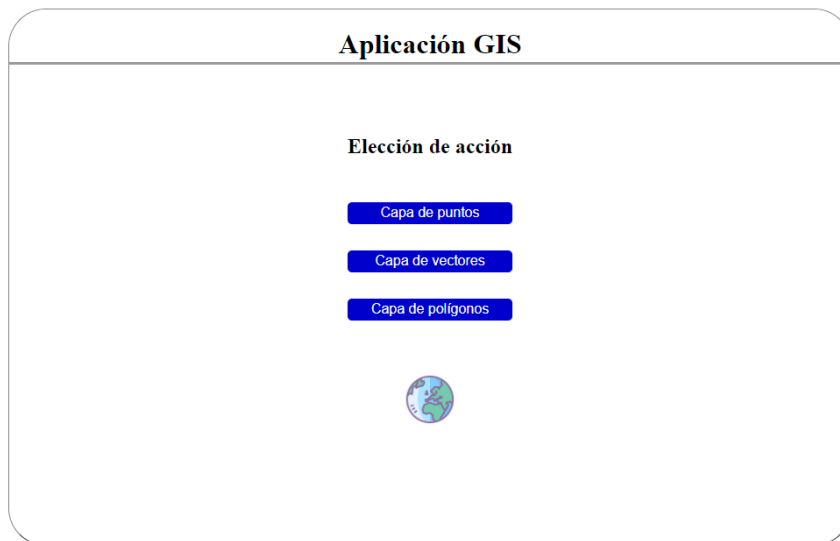 Aplicación GIS
Elección de acción
Capa de puntos
Capa de vectores
Capa de polígonos